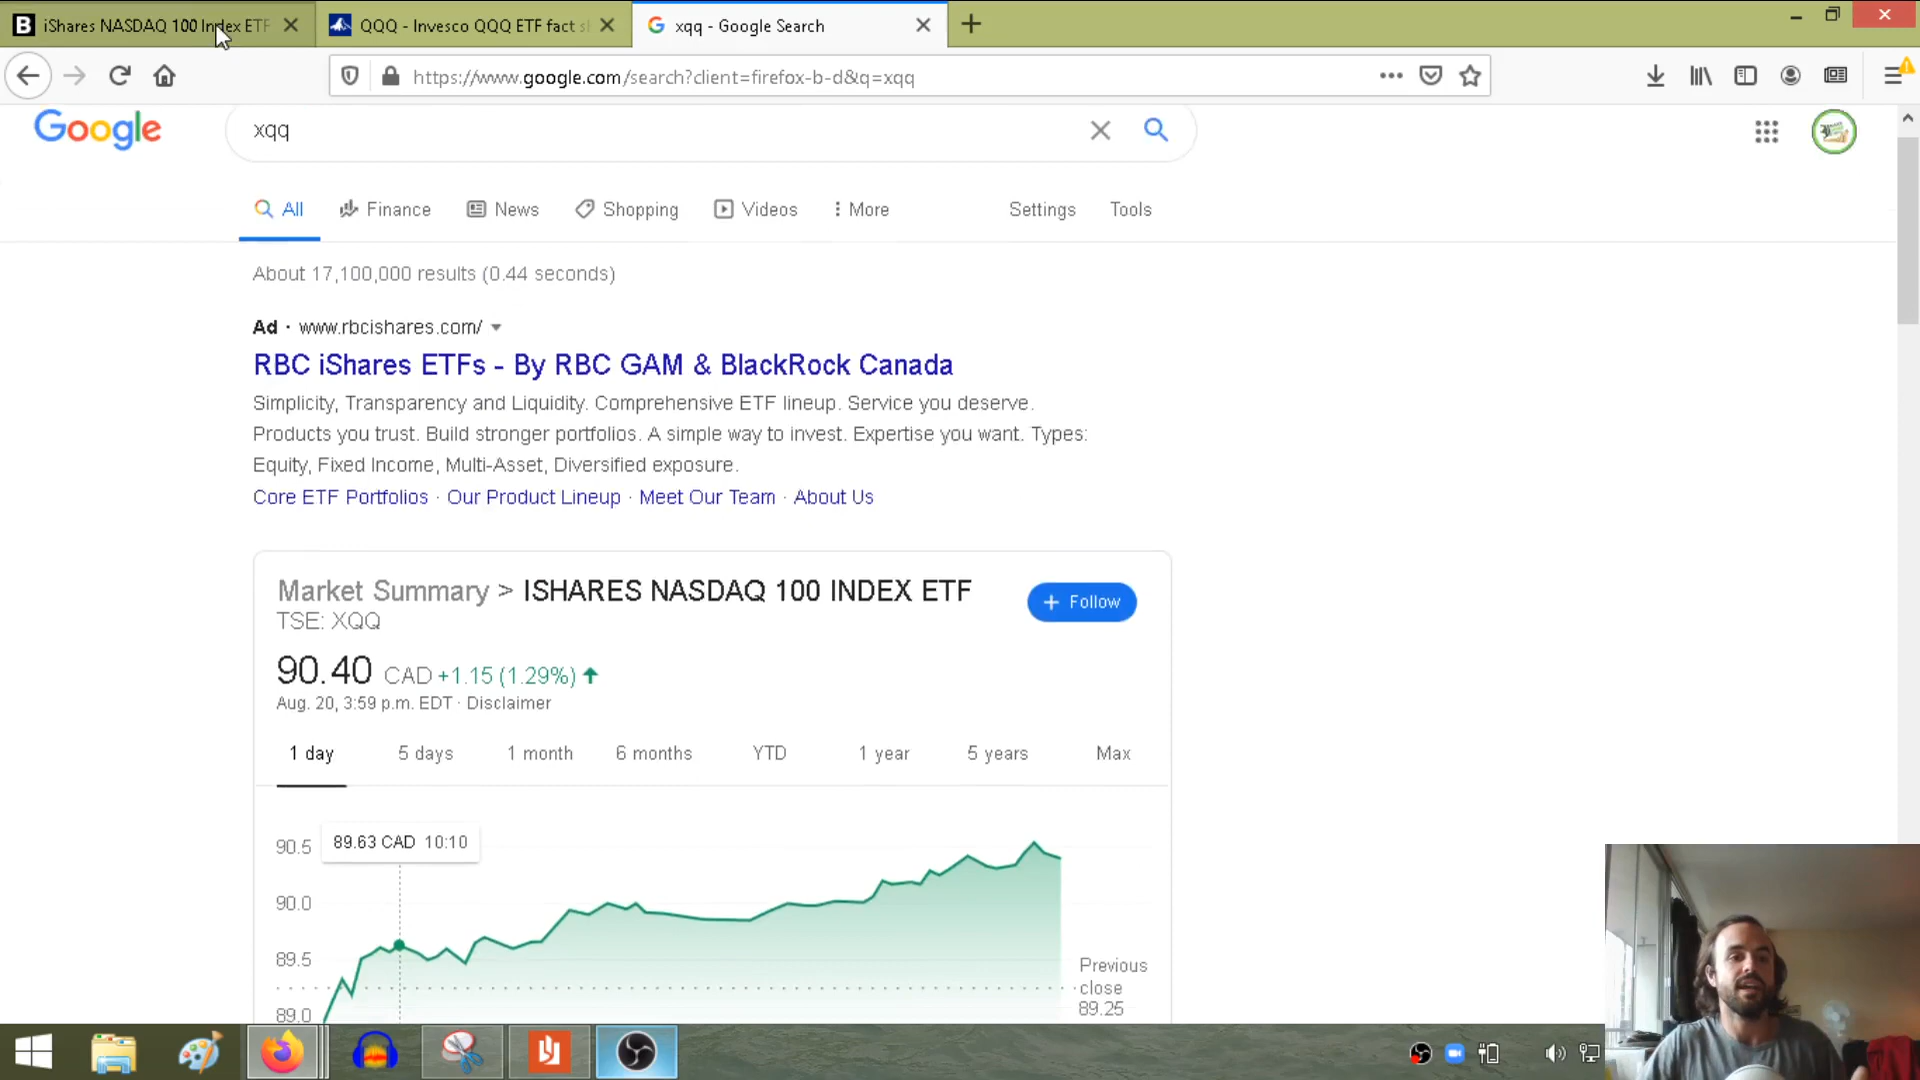 iShares NASDAQ 100 Index ETF
QQQ - Invesco QQQ ETF fact s
xqq - Google Search
https://www.google.com/search?client=firefox-b-d&q=xqq
Google
xqq
All
Finance
News
Shopping
Videos
More
Settings
Tools
About 17,100,000 results (0.44 seconds)
Ad · www.rbcishares.com/
RBC iShares ETFs - By RBC GAM & BlackRock Canada
Simplicity, Transparency and Liquidity. Comprehensive ETF lineup. Service you deserve.
Products you trust. Build stronger portfolios. A simple way to invest. Expertise you want. Types:
Equity, Fixed Income, Multi-Asset, Diversified exposure.
Core ETF Portfolios · Our Product Lineup · Meet Our Team · About Us
Market Summary > ISHARES NASDAQ 100 INDEX ETF
TSE: XQQ
+ Follow
90.40 CAD +1.15 (1.29%)
Aug. 20, 3:59 p.m. EDT · Disclaimer
1 day
5 days
1 month
6 months
YTD
1 year
5 years
Max
89.63 CAD 10:10
90.5
90.0
89.5
89.0
Previous
close
89.25